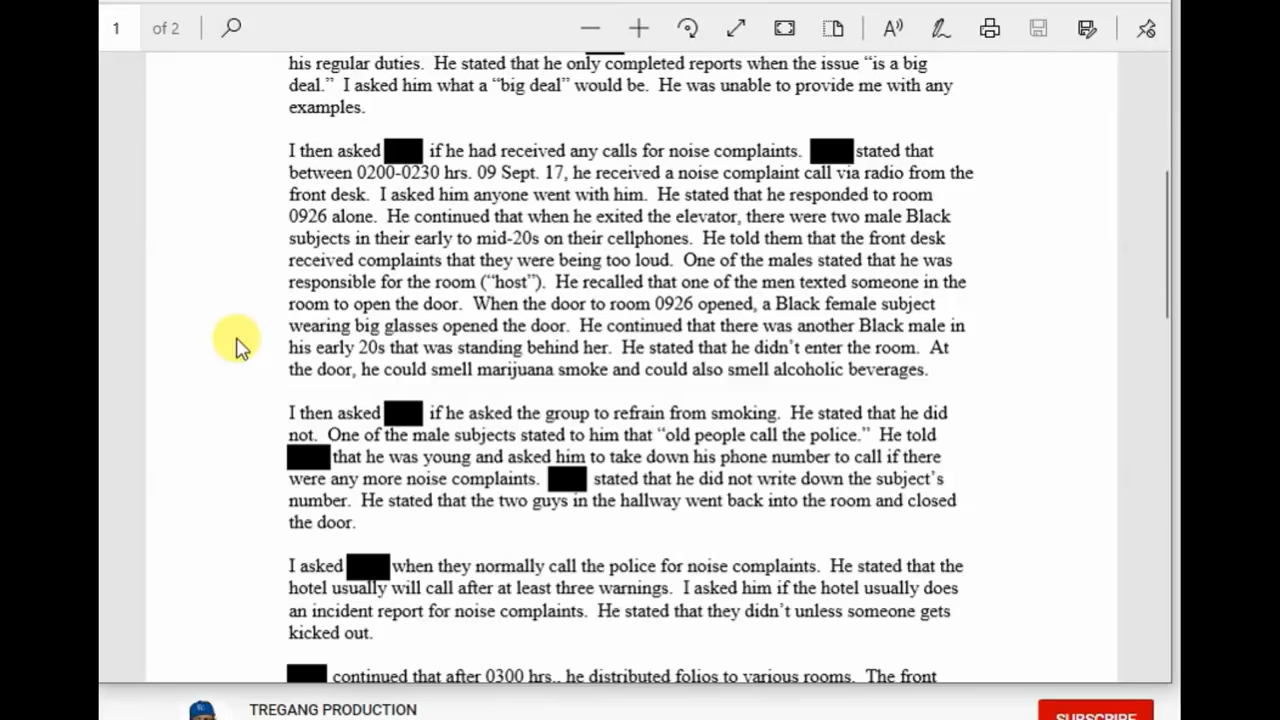 1 of 2
his regular duties. He stated that he only completed reports when the issue “is a big
deal.” I asked him what a “big deal” would be. He was unable to provide me with any
examples.
I then asked if he had received any calls for noise complaints. stated that
between 0200-0230 hrs. 09 Sept. 17, he received a noise complaint call via radio from the
front desk. I asked him anyone went with him. He stated that he responded to room
0926 alone. He continued that when he exited the elevator, there were two male Black
subjects in their early to mid-20s on their cellphones. He told them that the front desk
received complaints that they were being too loud. One of the males stated that he was
responsible for the room (“host”). He recalled that one of the men texted someone in the
room to open the door. When the door to room 0926 opened, a Black female subject
wearing big glasses opened the door. He continued that there was another Black male in
his early 20s that was standing behind her. He stated that he didn’t enter the room. At
the door, he could smell marijuana smoke and could also smell alcoholic beverages.
I then asked if he asked the group to refrain from smoking. He stated that he did
not. One of the male subjects stated to him that “old people call the police.” He told
that he was young and asked him to take down his phone number to call if there
were any more noise complaints. stated that he did not write down the subject’s
number. He stated that the two guys in the hallway went back into the room and closed
the door.
I asked when they normally call the police for noise complaints. He stated that the
hotel usually will call after at least three warnings. I asked him if the hotel usually does
an incident report for noise complaints. He stated that they didn’t unless someone gets
kicked out.
continued that after 0300 hrs., he distributed folios to various rooms. The front
TREGANG PRODUCTION
SUBSCRIBE